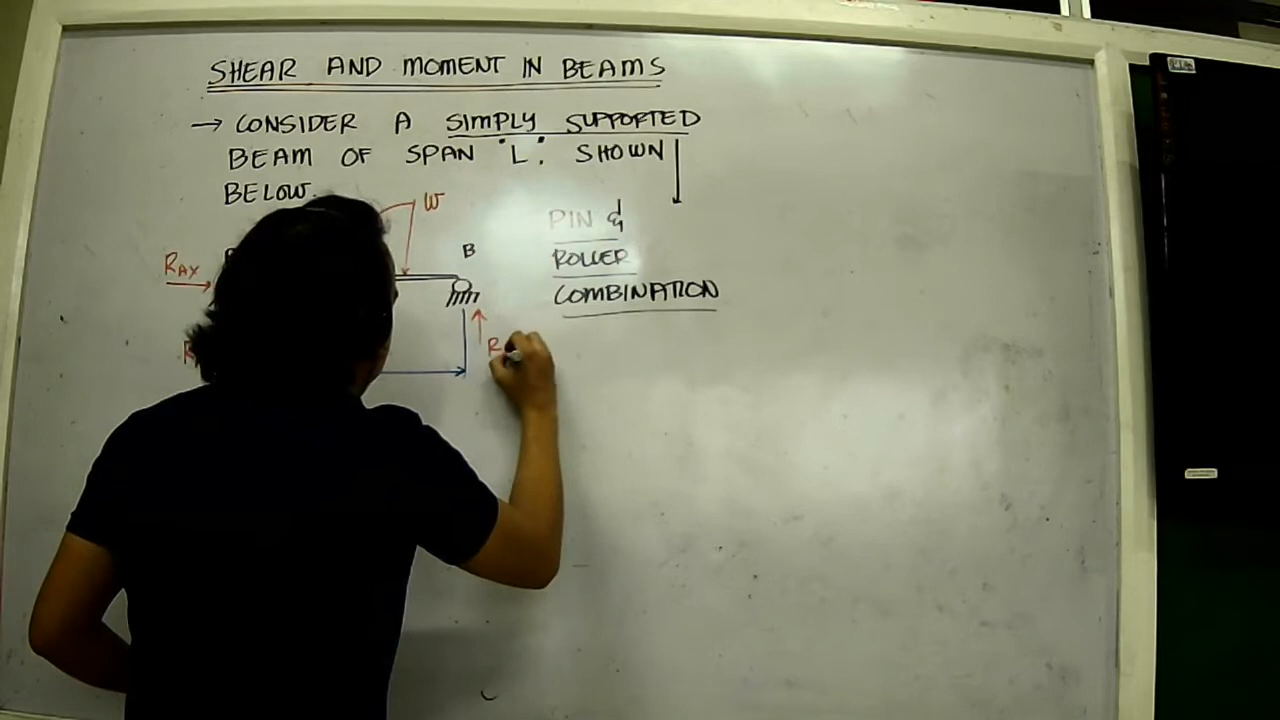 SHEAR AND MOMENT IN BEAMS
→ CONSIDER A SIMPLY SUPPORTED
BEAM OF SPAN "L". SHOWN
BELOW.
W
PIN &
B
ROLLER
RAX
COMBINATION
R